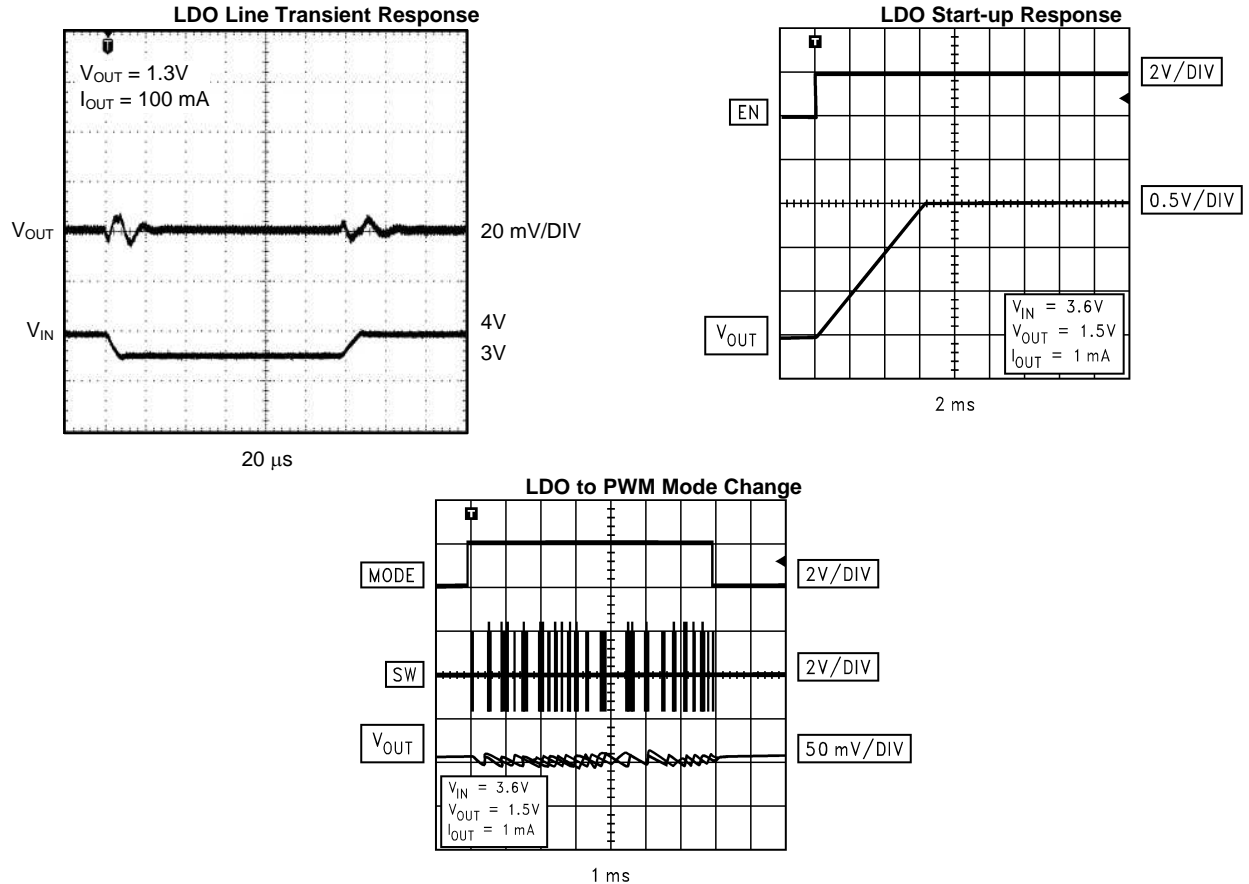 LDO Line Transient Response
VOUT = 1.3V
IOUT = 100 mA
VOUT
20 mV/DIV
VIN
4V
3V
20 µs
LDO Start-up Response
T
2V/DIV
EN
0.5V/DIV
VIN = 3.6V
VOUT = 1.5V
IOUT = 1 mA
VOUT
2 ms
LDO to PWM Mode Change
T
MODE
2V/DIV
SW
2V/DIV
VOUT
50 mV/DIV
VIN = 3.6V
VOUT = 1.5V
IOUT = 1 mA
1 ms